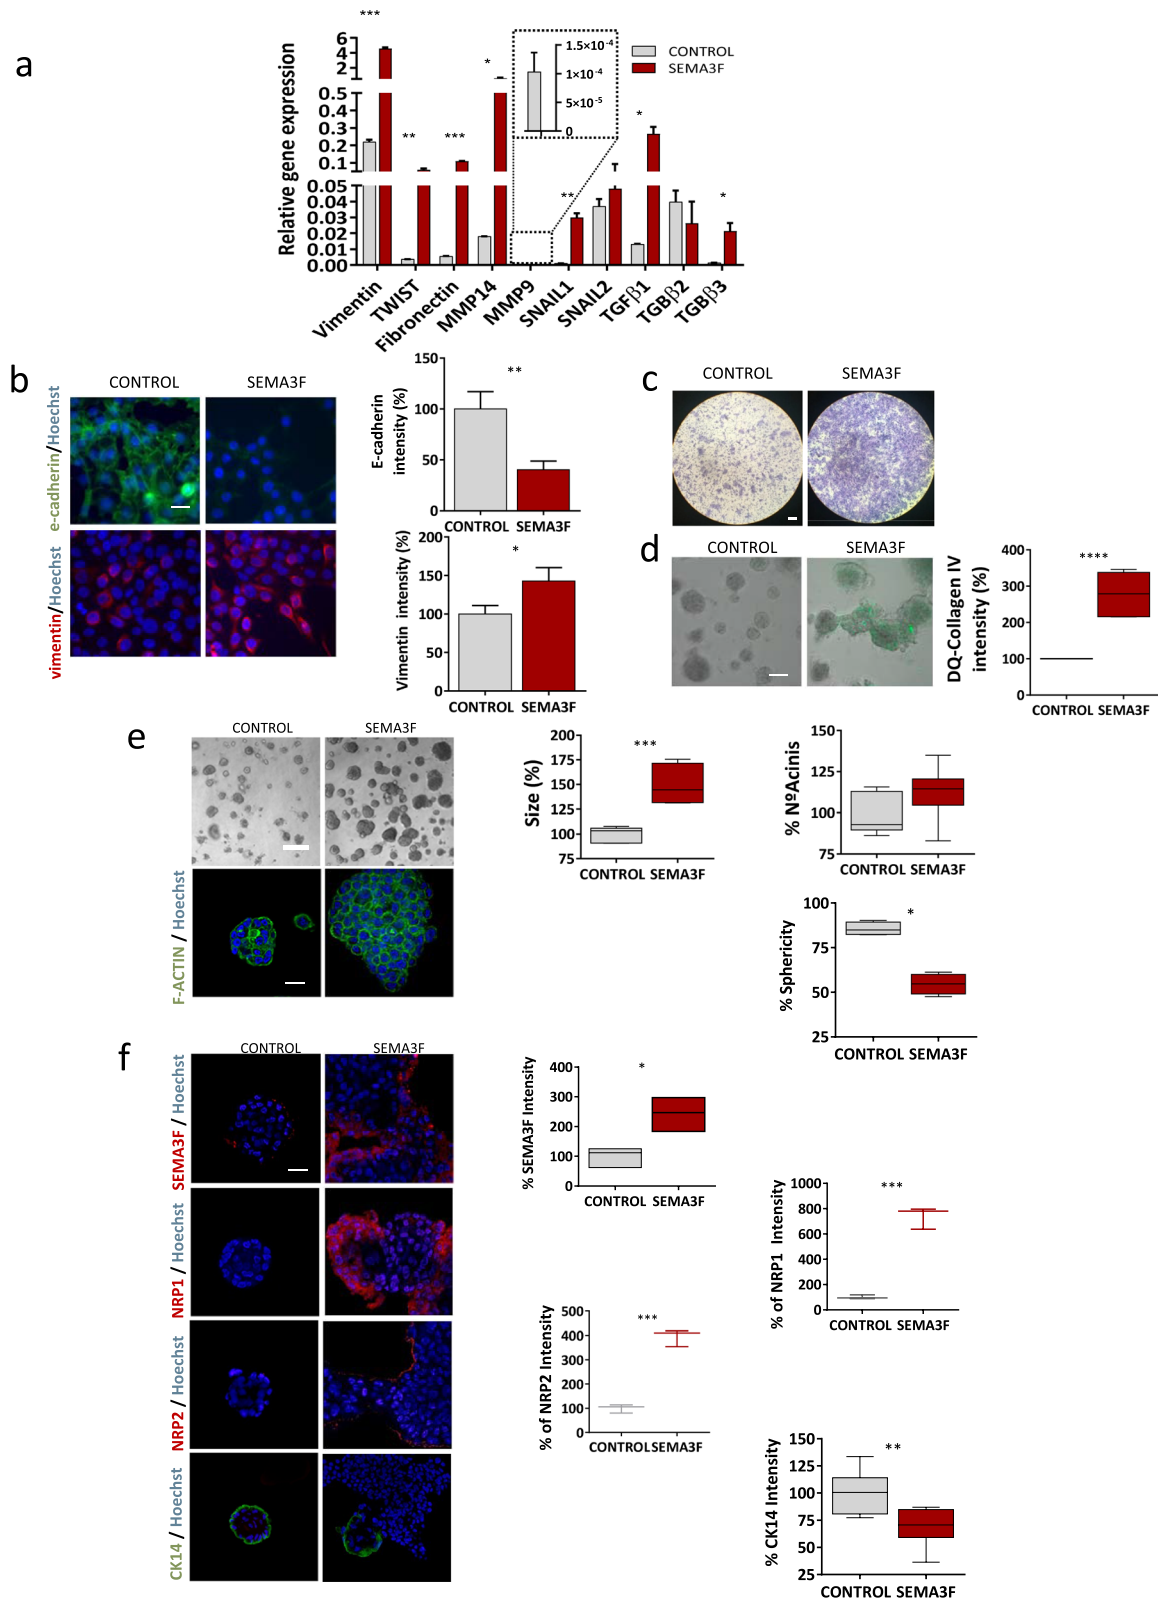 a
Relative gene expression
6
4
2
0.5
0.4
0.3
0.2
0.1
0.05
0.04
0.03
0.02
0.01
0.00
***
**
***
*
**
*
*
1.5×10-4
1×10-4
5×10-5
0
CONTROL
SEMA3F
Vimentin
TWIST
Fibronectin
MMP14
MMP9
SNAIL1
SNAIL2
TGFβ1
TGBβ2
TGBβ3
b
CONTROL SEMA3F
e-cadherin/Hoechst
vimentin/Hoechst
E-cadherin
intensity (%)
150
100
50
0
**
CONTROL SEMA3F
Vimentin intensity (%)
200
150
100
50
0
*
CONTROL SEMA3F
c
CONTROL SEMA3F
d
CONTROL SEMA3F
DQ-Collagen IV
intensity (%)
400
300
200
100
0
****
CONTROL SEMA3F
e
CONTROL SEMA3F
F-ACTIN / Hoechst
Size (%)
200
175
150
125
100
75
***
CONTROL SEMA3F
% NºAcinis
150
125
100
75
CONTROL SEMA3F
% Sphericity
100
75
50
25
*
CONTROL SEMA3F
f
CONTROL SEMA3F
SEMA3F / Hoechst
NRP1 / Hoechst
NRP2 / Hoechst
CK14 / Hoechst
% SEMA3F Intensity
400
300
200
100
0
*
CONTROL SEMA3F
% of NRP1 Intensity
1000
800
600
400
200
0
***
CONTROL SEMA3F
% of NRP2 Intensity
500
400
300
200
100
0
***
CONTROL SEMA3F
% CK14 Intensity
150
125
100
75
50
25
**
CONTROL SEMA3F